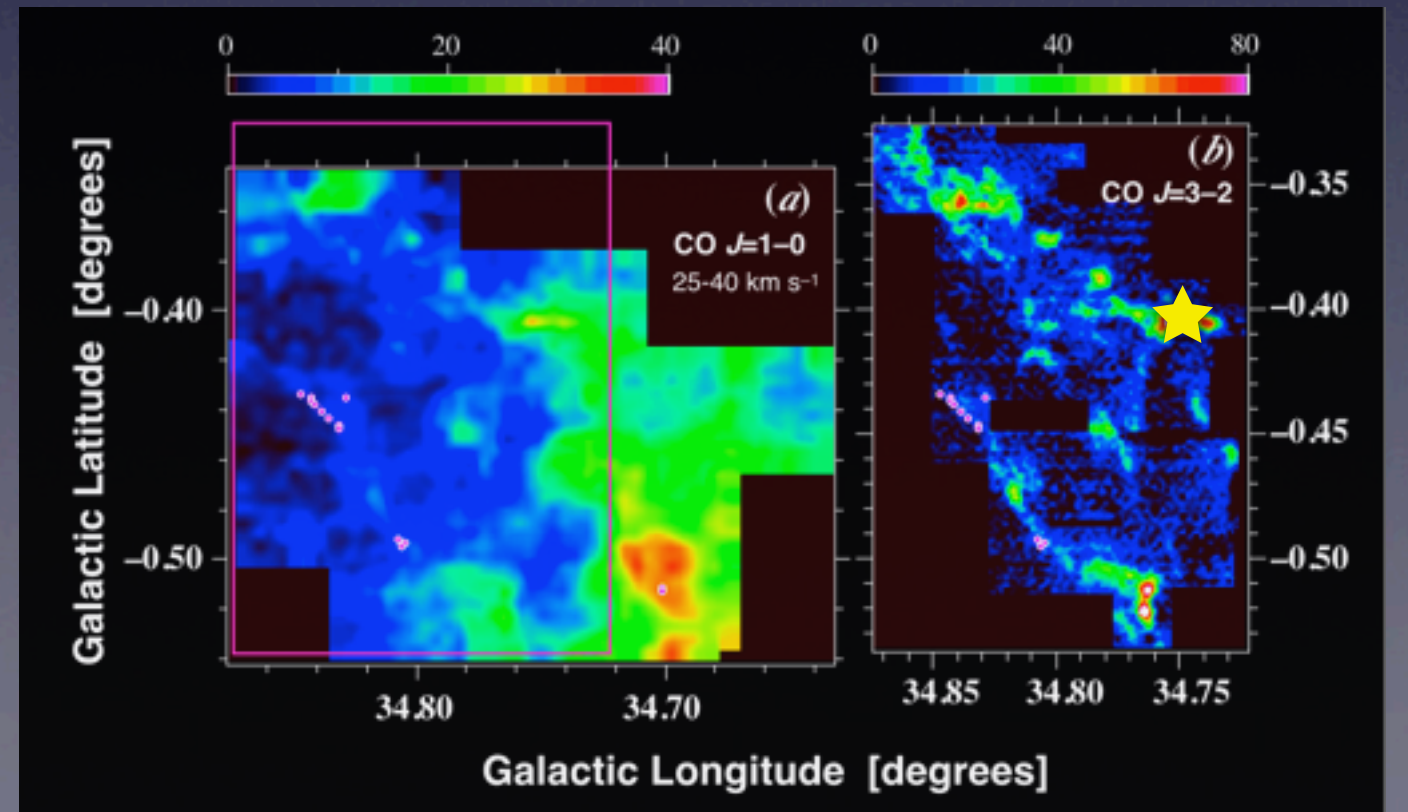 0 20 40
0 40 80
Galactic Latitude [degrees]
(a)
CO J=1–0
25-40 km s⁻¹
(b)
CO J=3–2
–0.40
–0.50
–0.35
–0.40
–0.45
–0.50
34.80 34.70
34.85 34.80 34.75
Galactic Longitude [degrees]